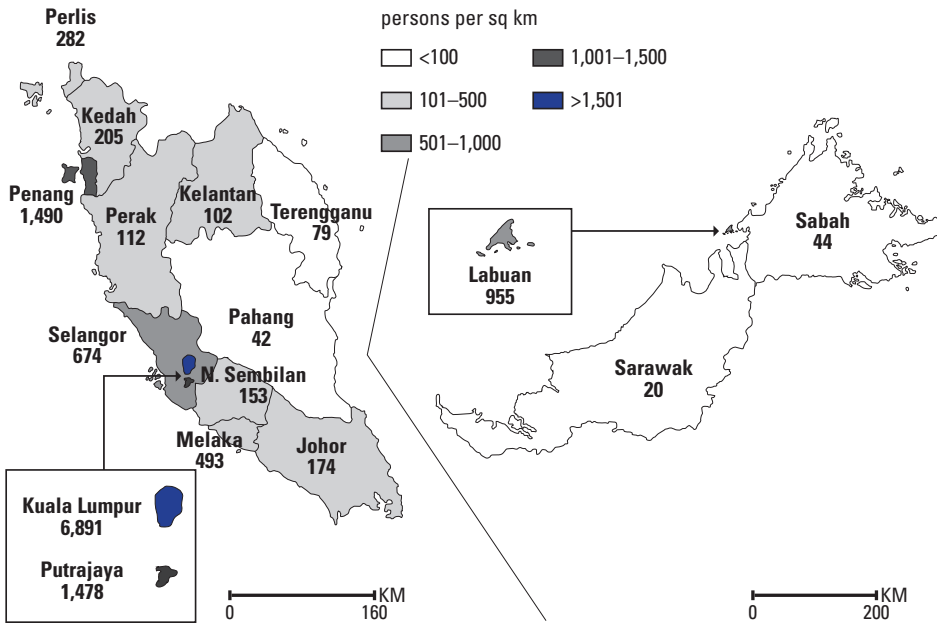 persons per sq km
<100
101–500
501–1,000
1,001–1,500
>1,501
Perlis
282
Kedah
205
Penang
1,490
Perak
112
Kelantan
102
Terengganu
79
Pahang
42
Selangor
674
N. Sembilan
153
Melaka
493
Johor
174
Kuala Lumpur
6,891
Putrajaya
1,478
Labuan
955
Sabah
44
Sarawak
20
0 160 KM
0 200 KM